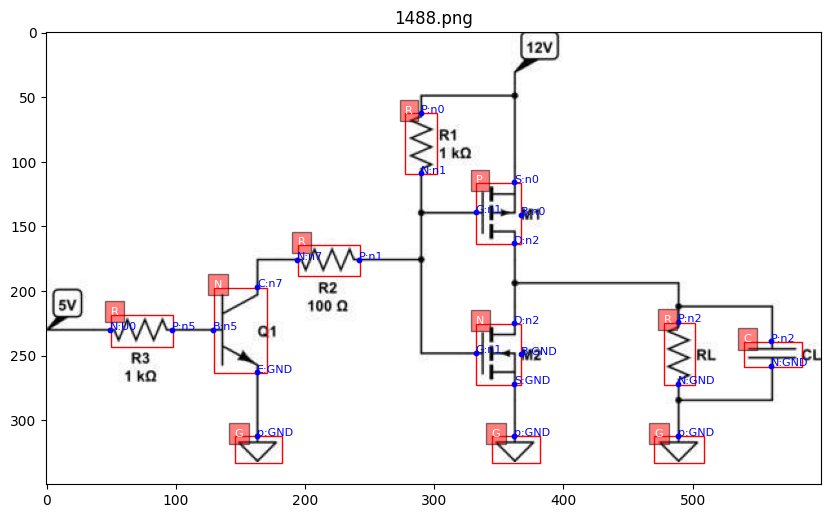 1488.png
0
50
100
150
200
250
300
0
100
200
300
400
500
12V
R
P:n0
R1
1 kΩ
N:n1
P
S:n0
G:n1
B:n0
M1
D:n2
R
N:n7
P:n1
R2
100 Ω
5V
R
N:U0
P:n5
R3
1 kΩ
N
C:n7
B:n5
Q1
E:GND
G
p:GND
N
D:n2
G:n1
B:GND
M2
S:GND
G
p:GND
R
P:n2
RL
N:GND
G
p:GND
C
P:n2
CL
N:GND